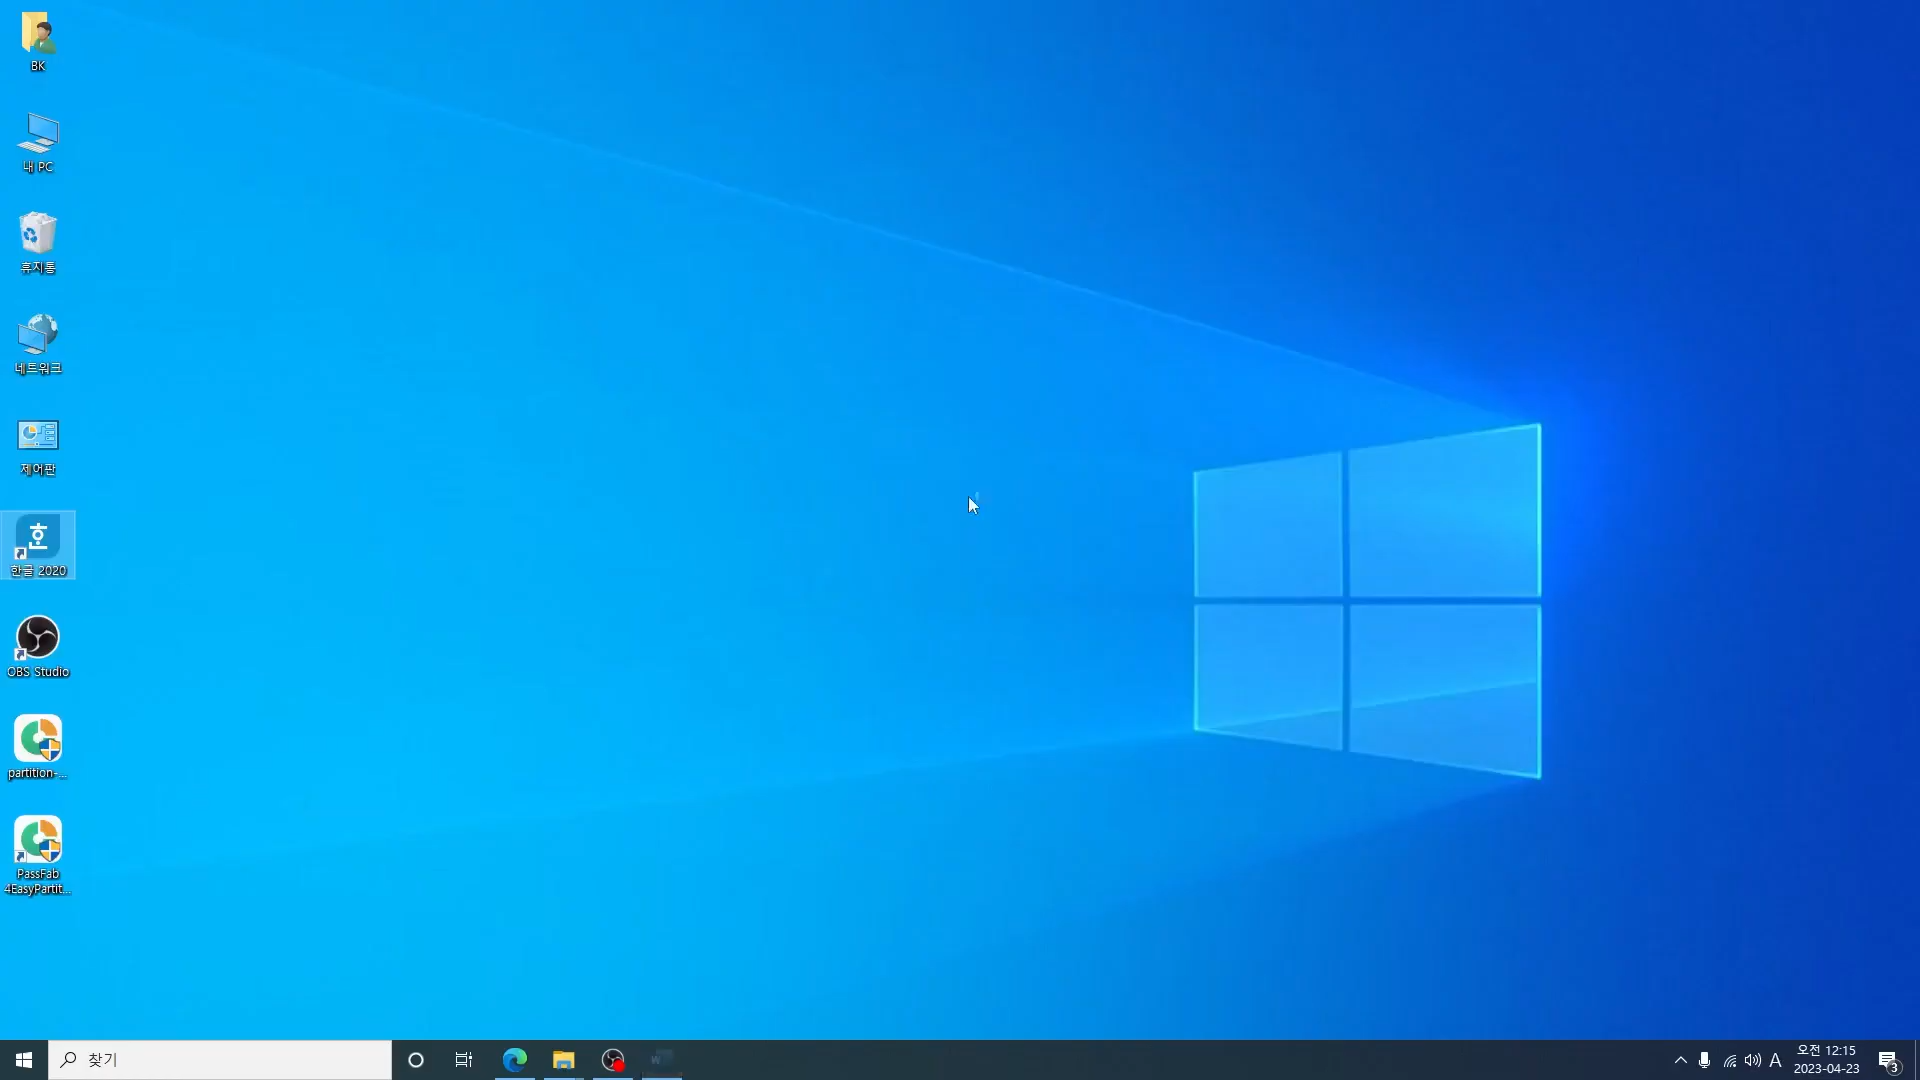 BK
내 PC
휴지통
네트워크
제어판
한글 2020
OBS Studio
partition-...
PassFab
4EasyPartit...
찾기
W
A
오전 12:15
2023-04-23
3